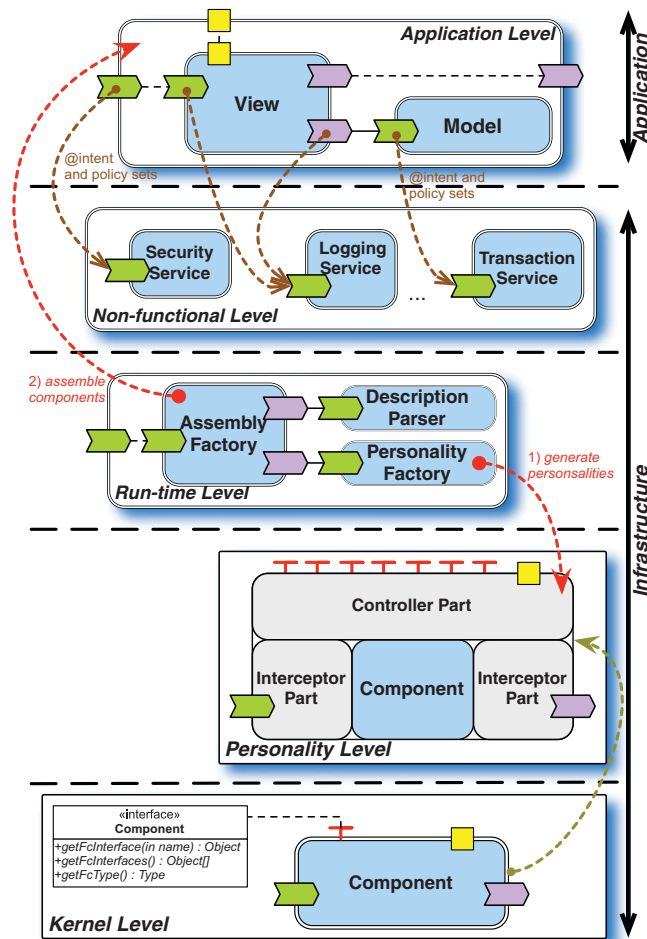 Application Level
Application
View
Model
@intent
and policy sets
@intent and
policy sets
Security
Service
Logging
Service
...
Transaction
Service
Non-functional Level
2) assemble
components
Assembly
Factory
Description
Parser
Personality
Factory
1) generate
personsalities
Run-time Level
Infrastructure
Controller Part
Interceptor
Part
Component
Interceptor
Part
Personality Level
«interface»
Component
+getFcInterface(in name) : Object
+getFcInterfaces() : Object[]
+getFcType() : Type
Component
Kernel Level